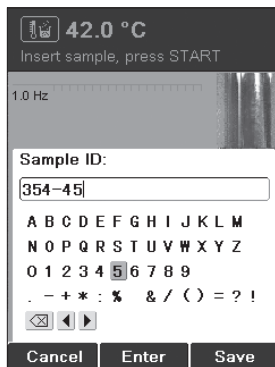 42.0 °C
Insert sample, press START
1.0 Hz
Sample ID:
354-45
A B C D E F G H I J K L M
N O P Q R S T U V W X Y Z
0 1 2 3 4 5 6 7 8 9
. - + * : % & / ( ) = ? !
Cancel Enter Save